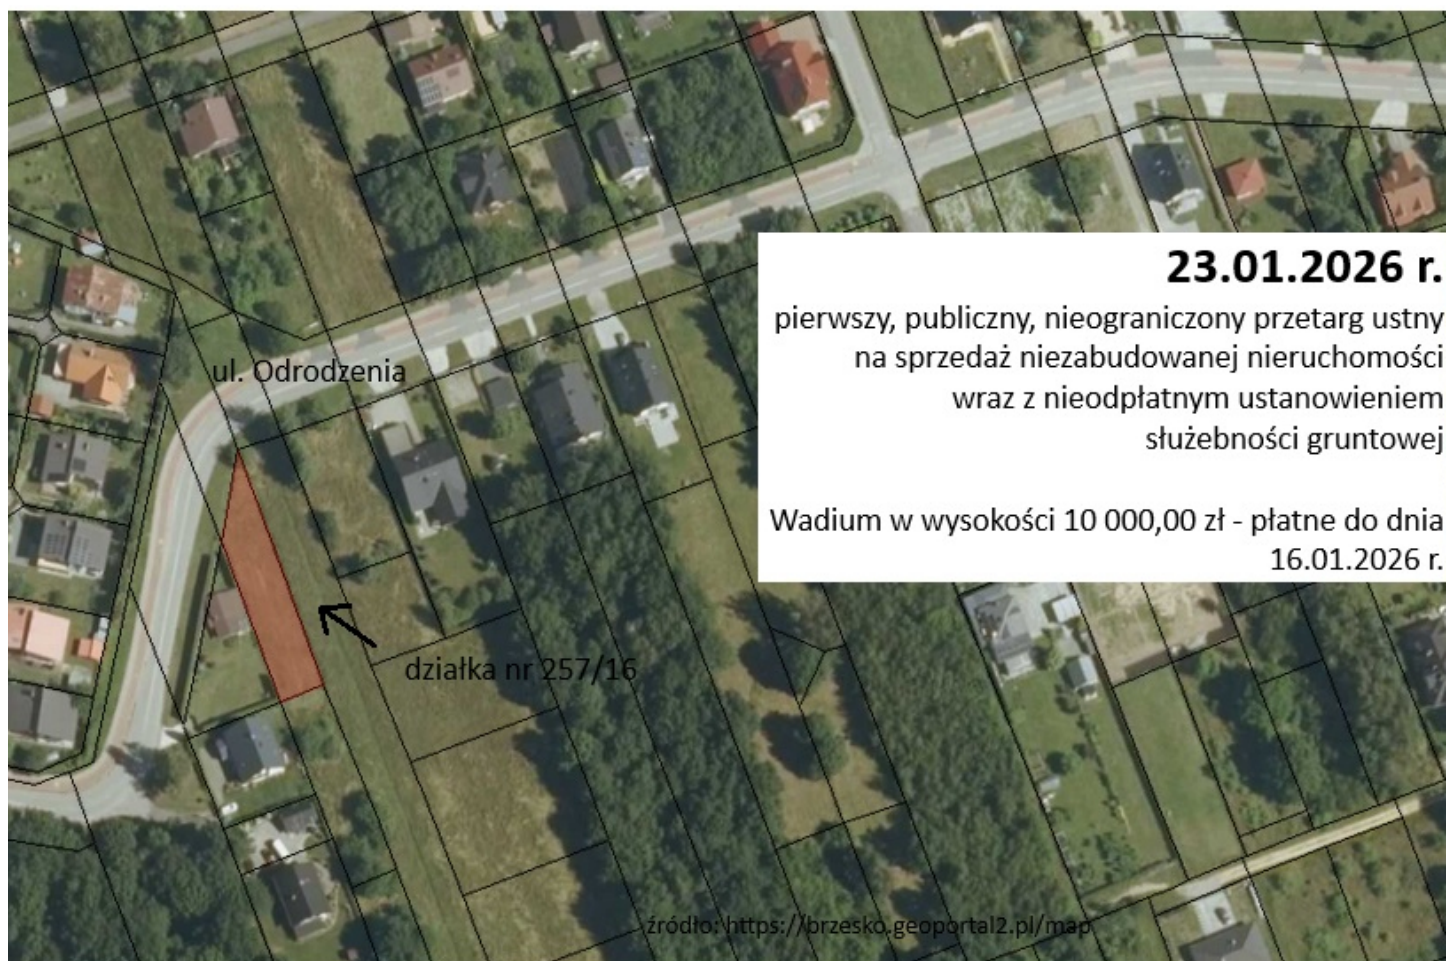 23.01.2026 r.
pierwszy, publiczny, nieograniczony przetarg ustny
na sprzedaż niezabudowanej nieruchomości
wraz z nieodpłatnym ustanowieniem
służebności gruntowej
Wadium w wysokości 10 000,00 zł - płatne do dnia
16.01.2026 r.
ul. Odrodzenia
działka nr 257/16
źródło: https://brzesko.geoportal2.pl/map